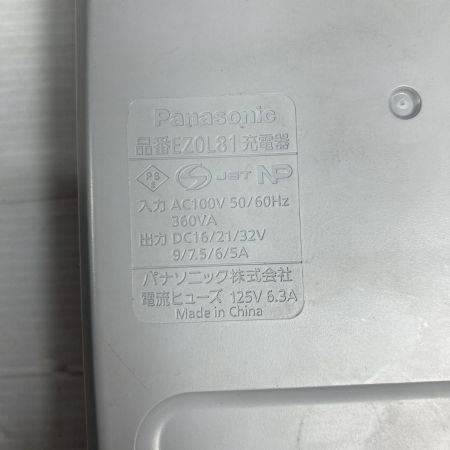 Panasonic
品番EZ0L81充電器
PS
E JET NP
入力 AC100V 50/60Hz
360VA
出力 DC16/21/32V
9/7.5/6/5A
パナソニック株式会社
電流ヒューズ 125V 6.3A
Made in China